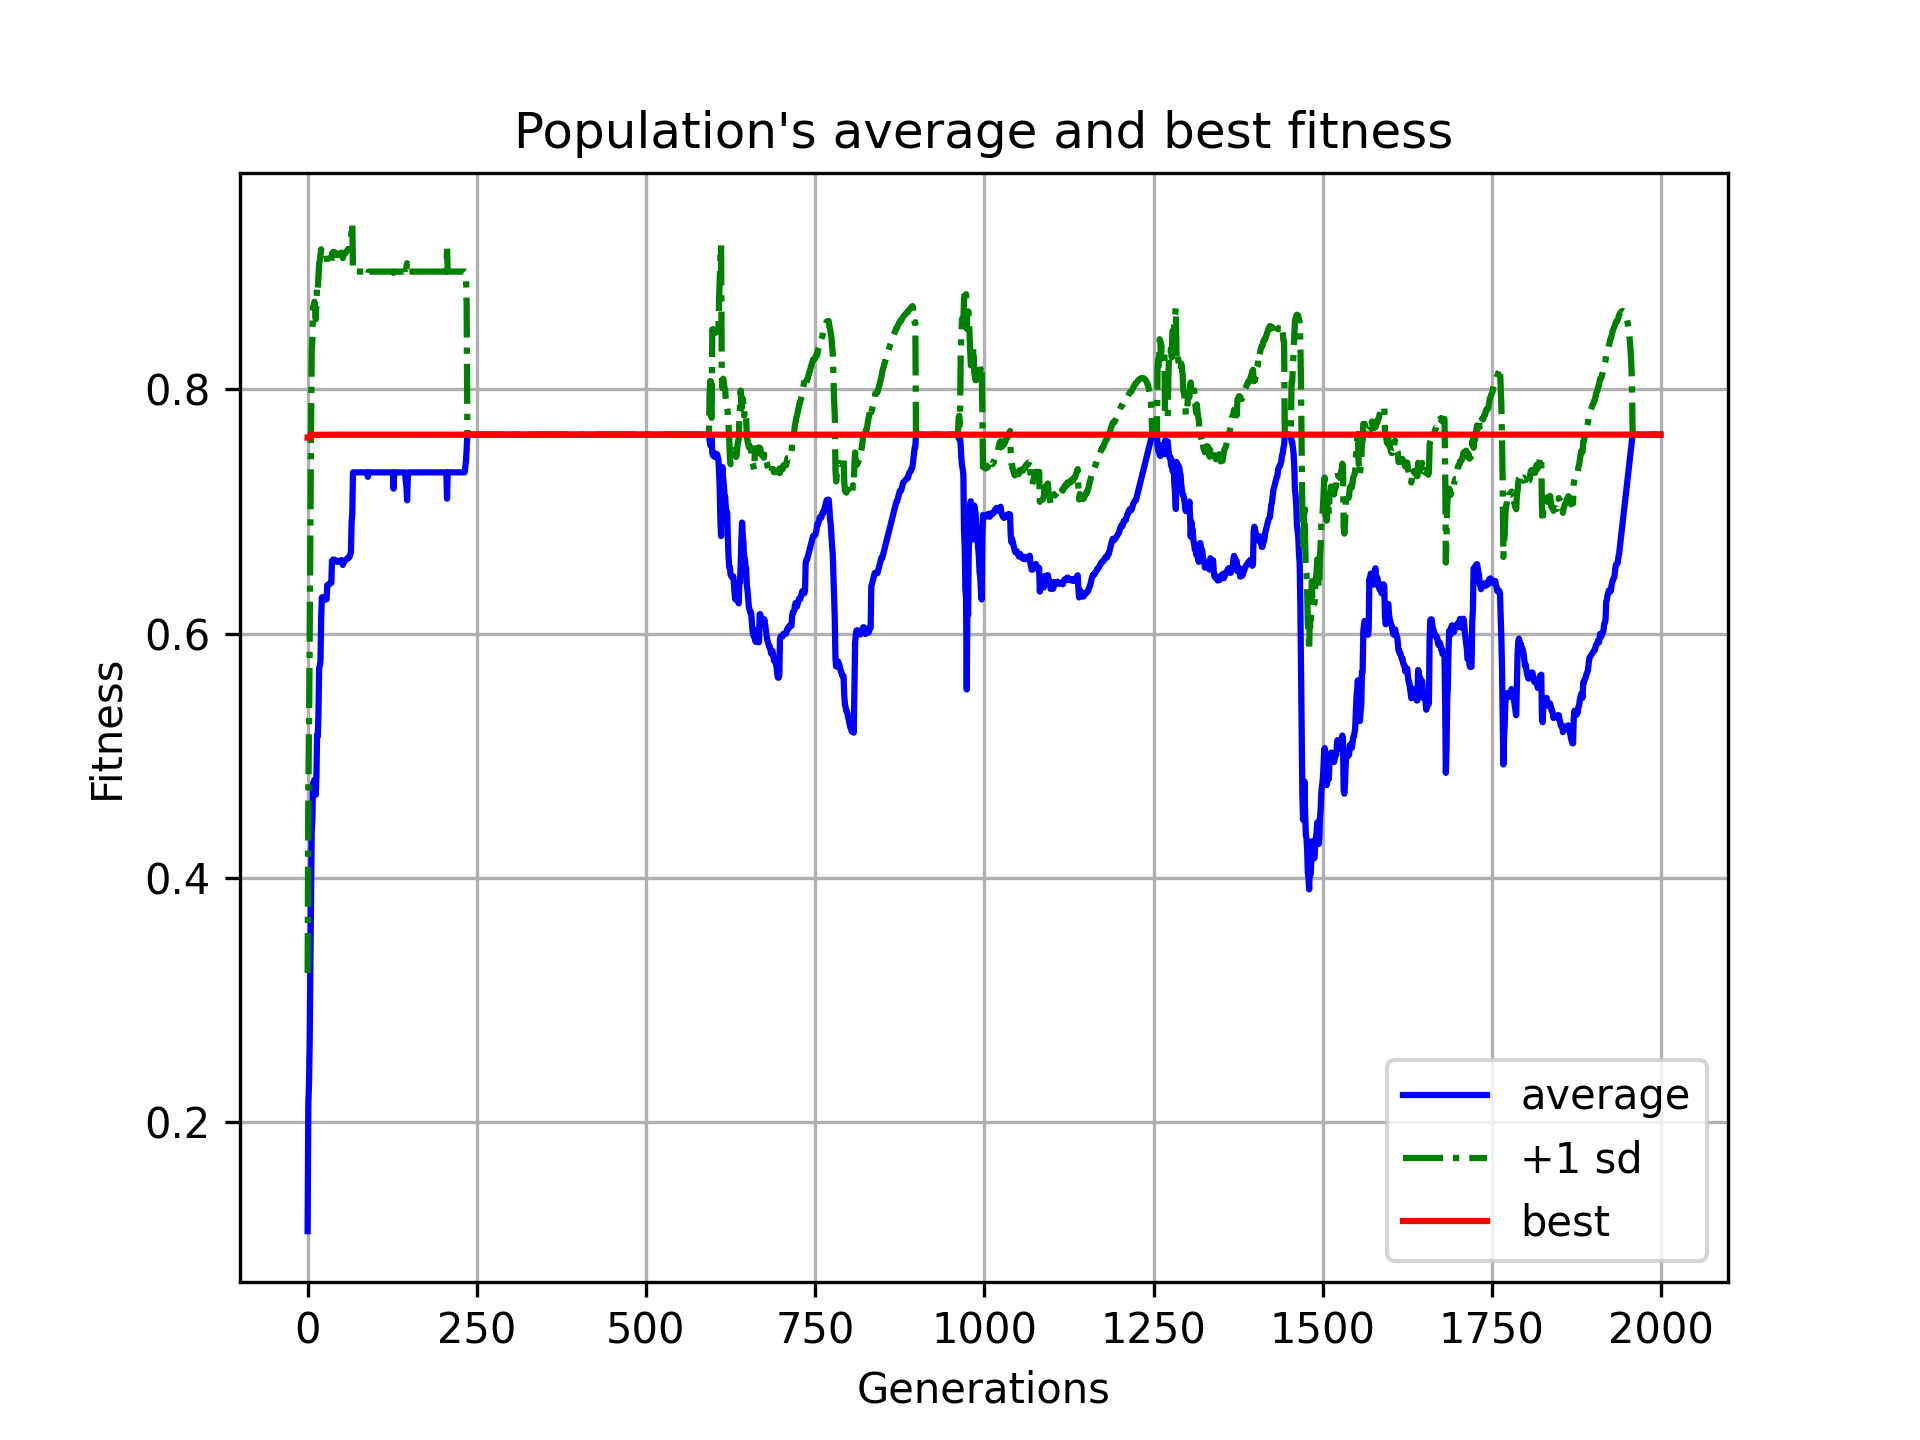 Population's average and best fitness
Fitness
0.8
0.6
0.4
0.2
0 250 500 750 1000 1250 1500 1750 2000
Generations
average
+1 sd
best